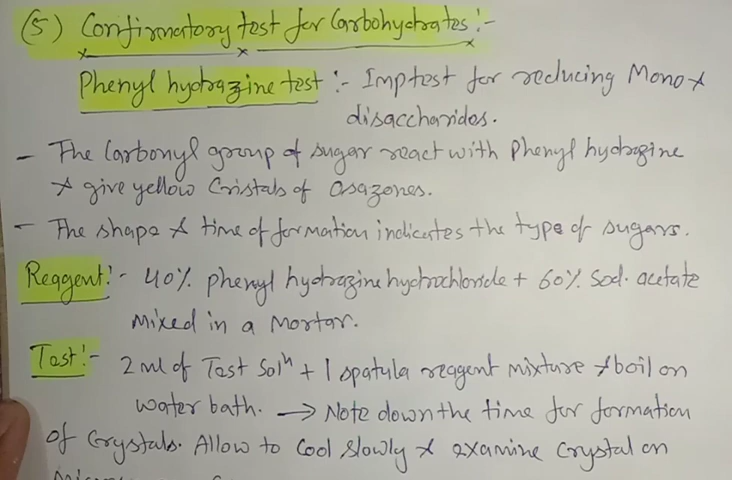 (5) Confirmatory test for Carbohydrates:-
Phenyl hydrazine test :- Imp test for reducing Mono &
disaccharides.
- The Carbonyl group of sugar react with Phenyl hydrazine
& give yellow Cristals of Osazones.
- The shape & time of formation indicates the type of sugars.
Reagent:- 40% phenyl hydrazine hydrochloride + 60% Sod. acetate
Mixed in a Mortar.
Test:- 2 ml of Test Solⁿ + 1 spatula reagent mixture & boil on
water bath. → Note down the time for formation
of Crystals. Allow to Cool slowly & examine Crystal on